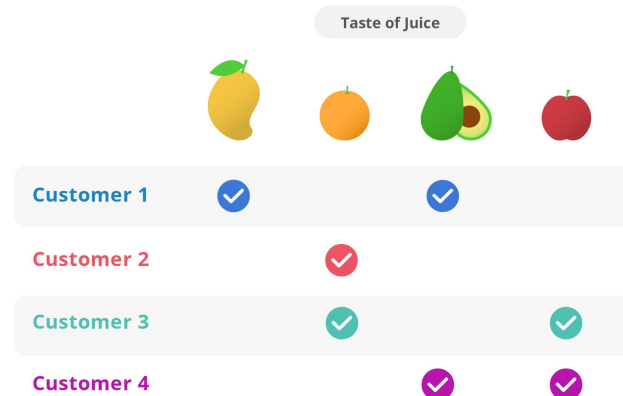 Taste of Juice
Customer 1
Customer 2
Customer 3
Customer 4